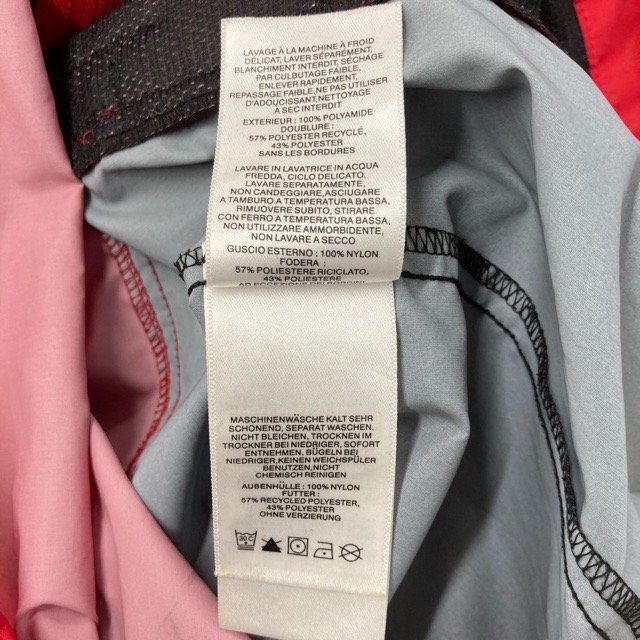 LAVAGE À LA MACHINE À FROID
DÉLICAT, LAVER SÉPARÉMENT,
BLANCHIMENT INTERDIT, SÉCHAGE
PAR CULBUTAGE FAIBLE,
ENLEVER RAPIDEMENT,
REPASSAGE FAIBLE, NE PAS UTILISER
D'ADOUCISSANT, NETTOYAGE
A SEC INTERDIT
EXTERIEUR : 100% POLYAMIDE
DOUBLURE :
57% POLYESTER RECYCLÉ,
43% POLYESTER
SANS LES BORDURES
LAVARE IN LAVATRICE IN ACQUA
FREDDA, CICLO DELICATO,
LAVARE SEPARATAMENTE,
NON CANDEGGIARE, ASCIUGARE
A TAMBURO A TEMPERATURA BASSA,
RIMUOVERE SUBITO, STIRARE
CON FERRO A TEMPERATURA BASSA,
NON UTILIZZARE AMMORBIDENTE,
NON LAVARE A SECCO
GUSCIO ESTERNO : 100% NYLON
FODERA :
57% POLIESTERE RICICLATO,
43% POLIESTERE
AD ECCEZIONE DEI BORDI
MASCHINENWÄSCHE KALT SEHR
SCHONEND, SEPARAT WASCHEN,
NICHT BLEICHEN, TROCKNEN IM
TROCKNER BEI NIEDRIGER, SOFORT
ENTNEHMEN, BÜGELN BEI
NIEDRIGER, KEINEN WEICHSPÜLER
BENUTZEN, NICHT
CHEMISCH REINIGEN
AUßENHÜLLE : 100% NYLON
FUTTER :
57% RECYCLED POLYESTER,
43% POLYESTER
OHNE VERZIERUNG
30 C